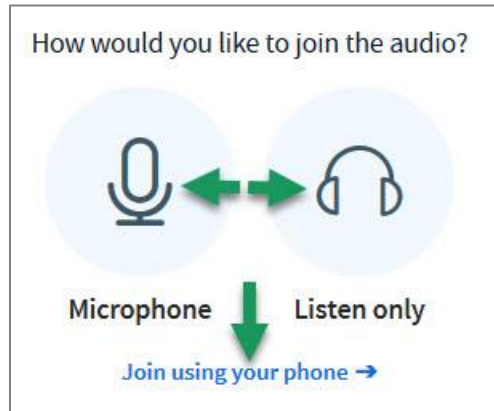 How would you like to join the audio?
Microphone Listen only
Join using your phone ➔